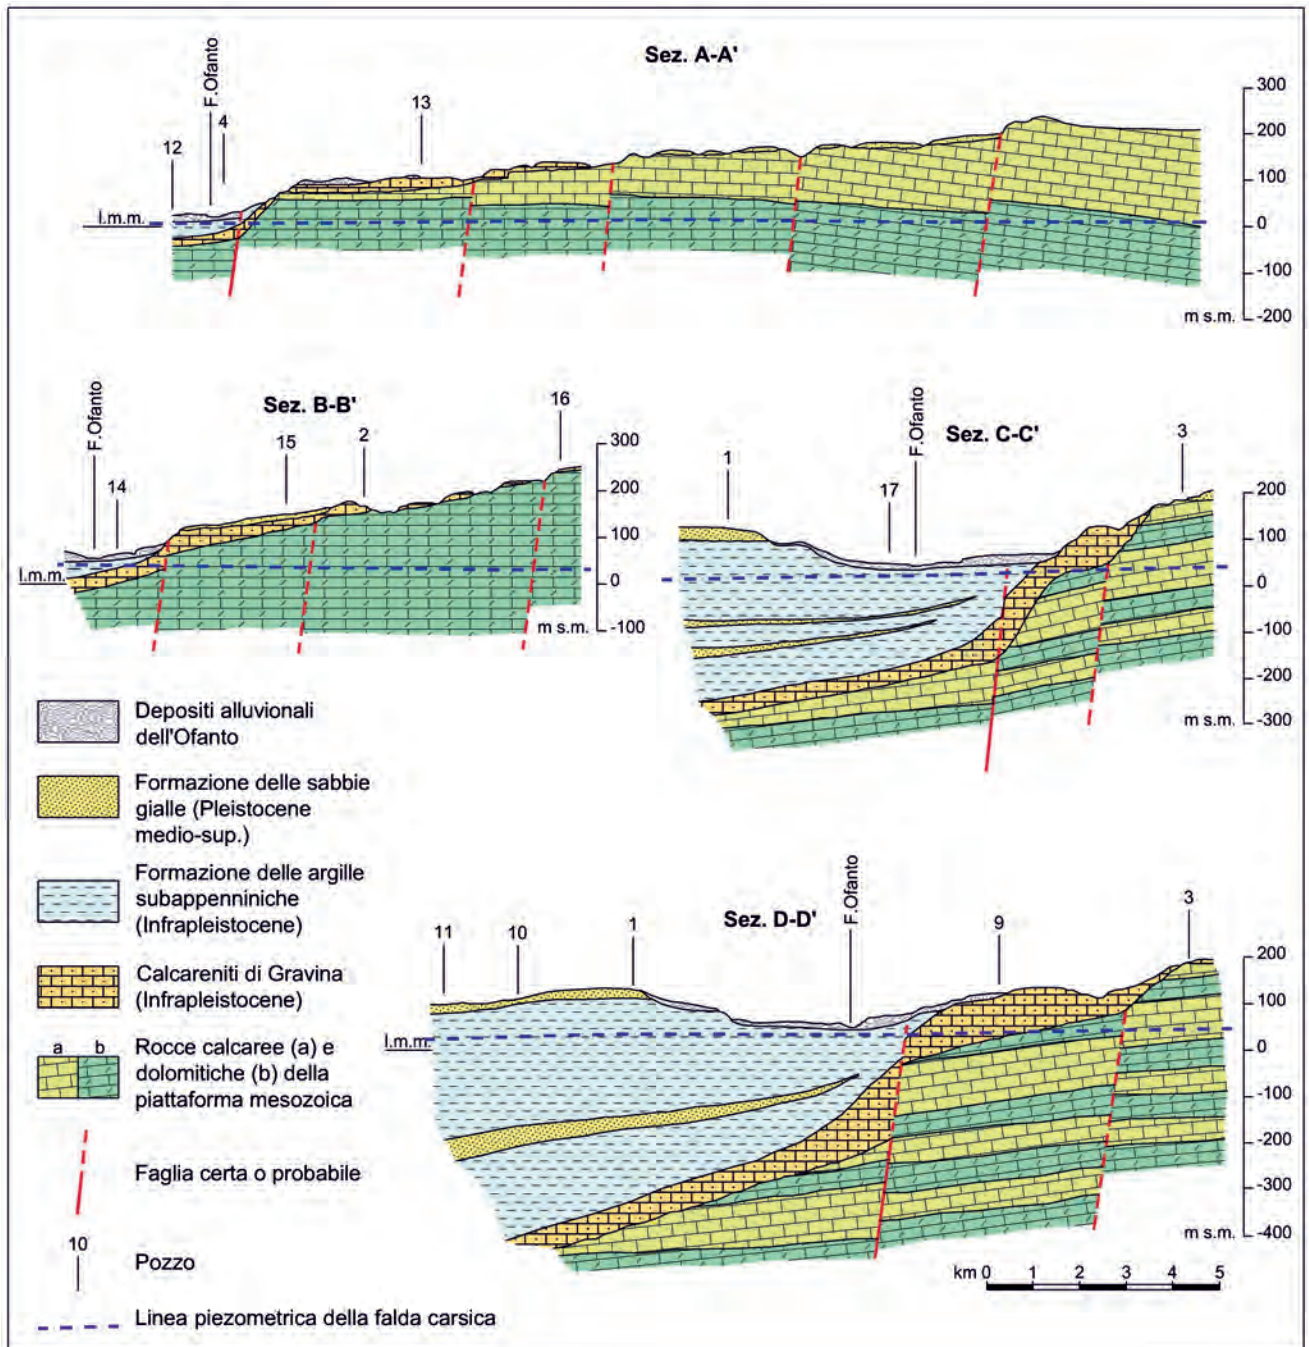 Sez. A-A'
F.Ofanto
12
4
13
l.m.m.
300
200
100
0
-100
m s.m.
-200
Sez. B-B'
F.Ofanto
14
15
2
16
l.m.m.
300
200
100
0
m s.m.
-100
Sez. C-C'
1
17
F.Ofanto
3
200
100
0
-100
-200
m s.m.
-300
Depositi alluvionali
dell'Ofanto
Formazione delle sabbie
gialle (Pleistocene
medio-sup.)
Formazione delle argille
subappenniniche
(Infrapleistocene)
Calcareniti di Gravina
(Infrapleistocene)
a b
Rocce calcaree (a) e
dolomitiche (b) della
piattaforma mesozoica
Faglia certa o probabile
10
Pozzo
Linea piezometrica della falda carsica
Sez. D-D'
11
10
1
F.Ofanto
9
3
l.m.m.
200
100
0
-100
-200
-300
m s.m.
-400
km 0 1 2 3 4 5